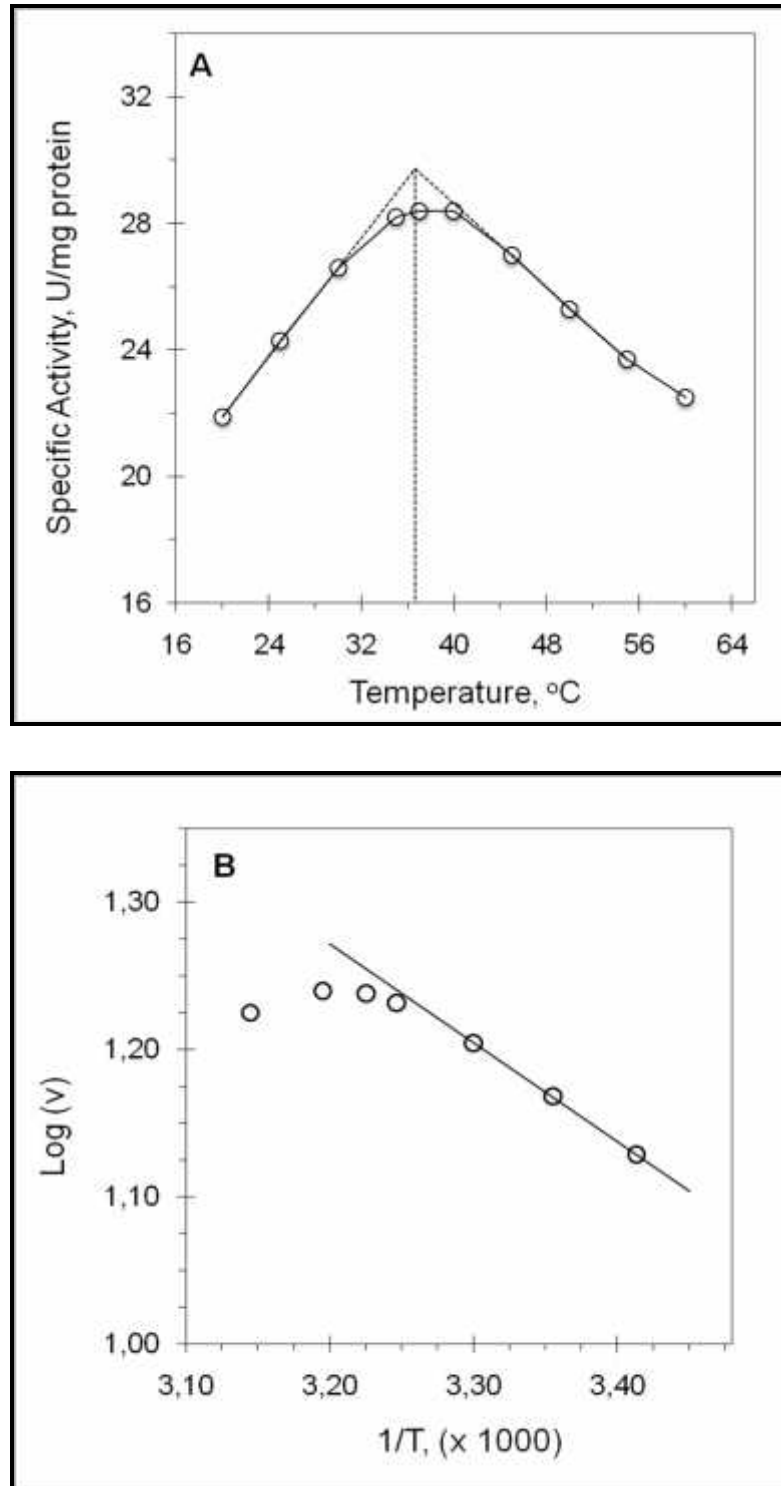 A
Specific Activity, U/mg protein
32
28
24
20
16
16 24 32 40 48 56 64
Temperature, °C
B
Log (v)
1,30
1,20
1,10
1,00
3,10 3,20 3,30 3,40
1/T, (x 1000)